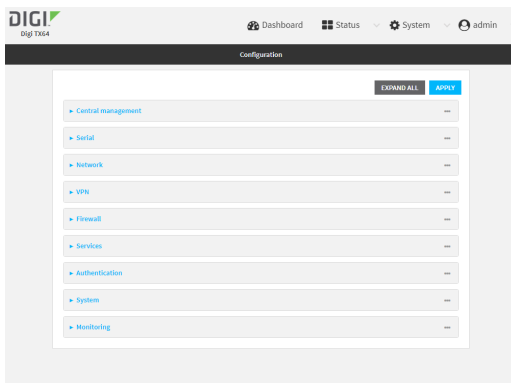 DIGI
Digi TX64
Dashboard Status System admin
Configuration
EXPAND ALL APPLY
Central management
Serial
Network
VPN
Firewall
Services
Authentication
System
Monitoring